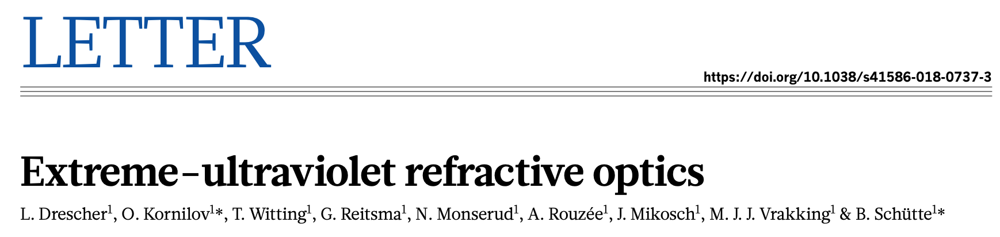 LETTER
https://doi.org/10.1038/s41586-018-0737-3
Extreme-ultraviolet refractive optics
L. Drescher¹, O. Kornilov¹*, T. Witting¹, G. Reitsma¹, N. Monserud¹, A. Rouzée¹, J. Mikosch¹, M. J. J. Vrakking¹ & B. Schütte¹*